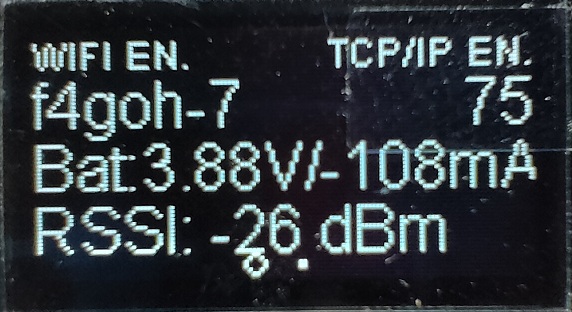 WIFI EN. TCP/IP EN.
f4goh-7 75
Bat:3.88V/-108mA
RSSI: -26 dBm